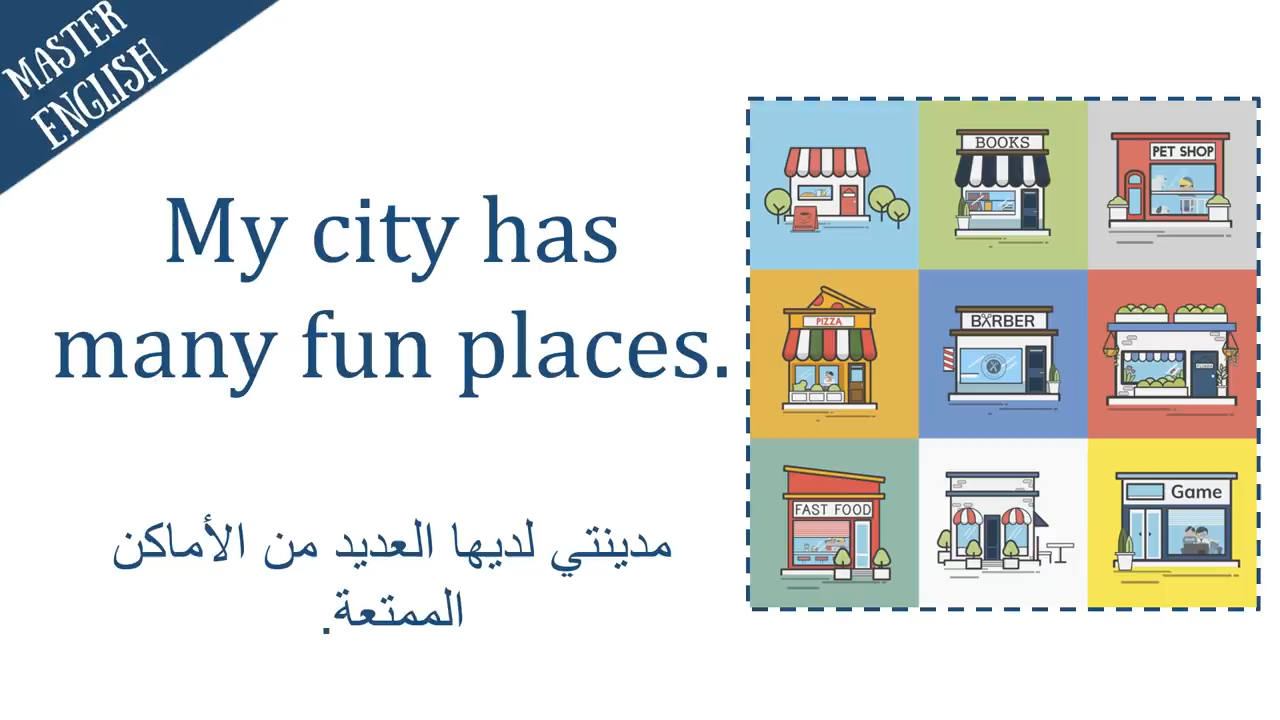 MASTER
ENGLISH
My city has
many fun places.
مدينتي لديها العديد من الأماكن
الممتعة.
BOOKS
PET SHOP
PIZZA
BARBER
FAST FOOD
Game